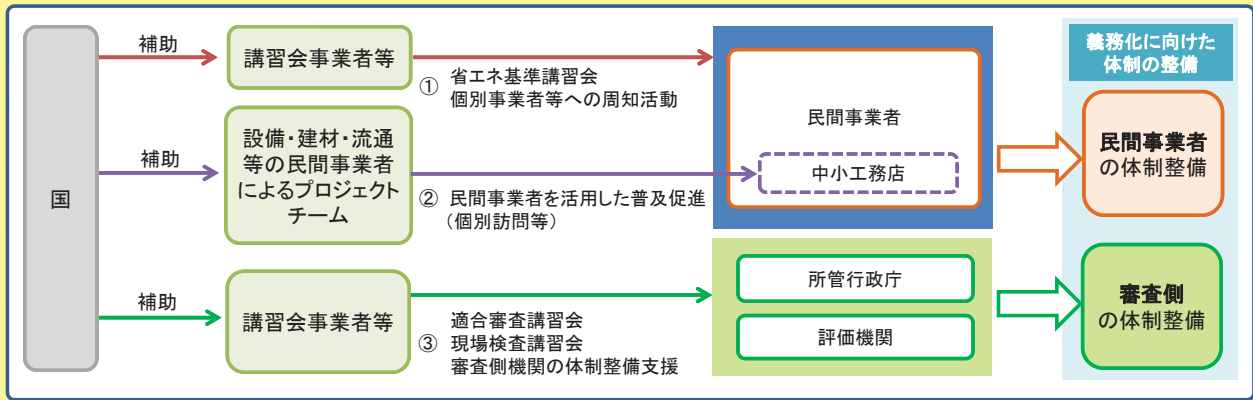 国
補助
講習会事業者等
①
省エネ基準講習会
個別事業者等への周知活動
補助
設備・建材・流通
等の民間事業者
によるプロジェクト
チーム
② 民間事業者を活用した普及促進
（個別訪問等）
補助
講習会事業者等
③
適合審査講習会
現場検査講習会
審査側機関の体制整備支援
民間事業者
中小工務店
所管行政庁
評価機関
義務化に向けた
体制の整備
民間事業者
の体制整備
審査側
の体制整備